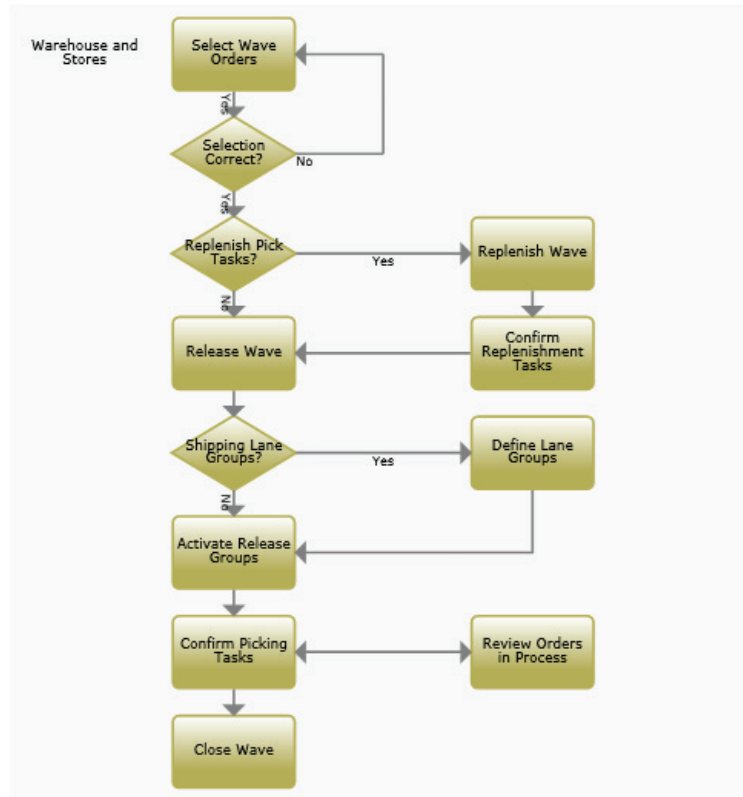 Warehouse and
Stores
Select Wave
Orders
Yes
Selection
Correct?
No
Yes
Replenish Pick
Tasks?
Yes
Replenish Wave
No
Release Wave
Confirm
Replenishment
Tasks
Shipping Lane
Groups?
Yes
Define Lane
Groups
No
Activate Release
Groups
Confirm Picking
Tasks
Review Orders
in Process
Close Wave